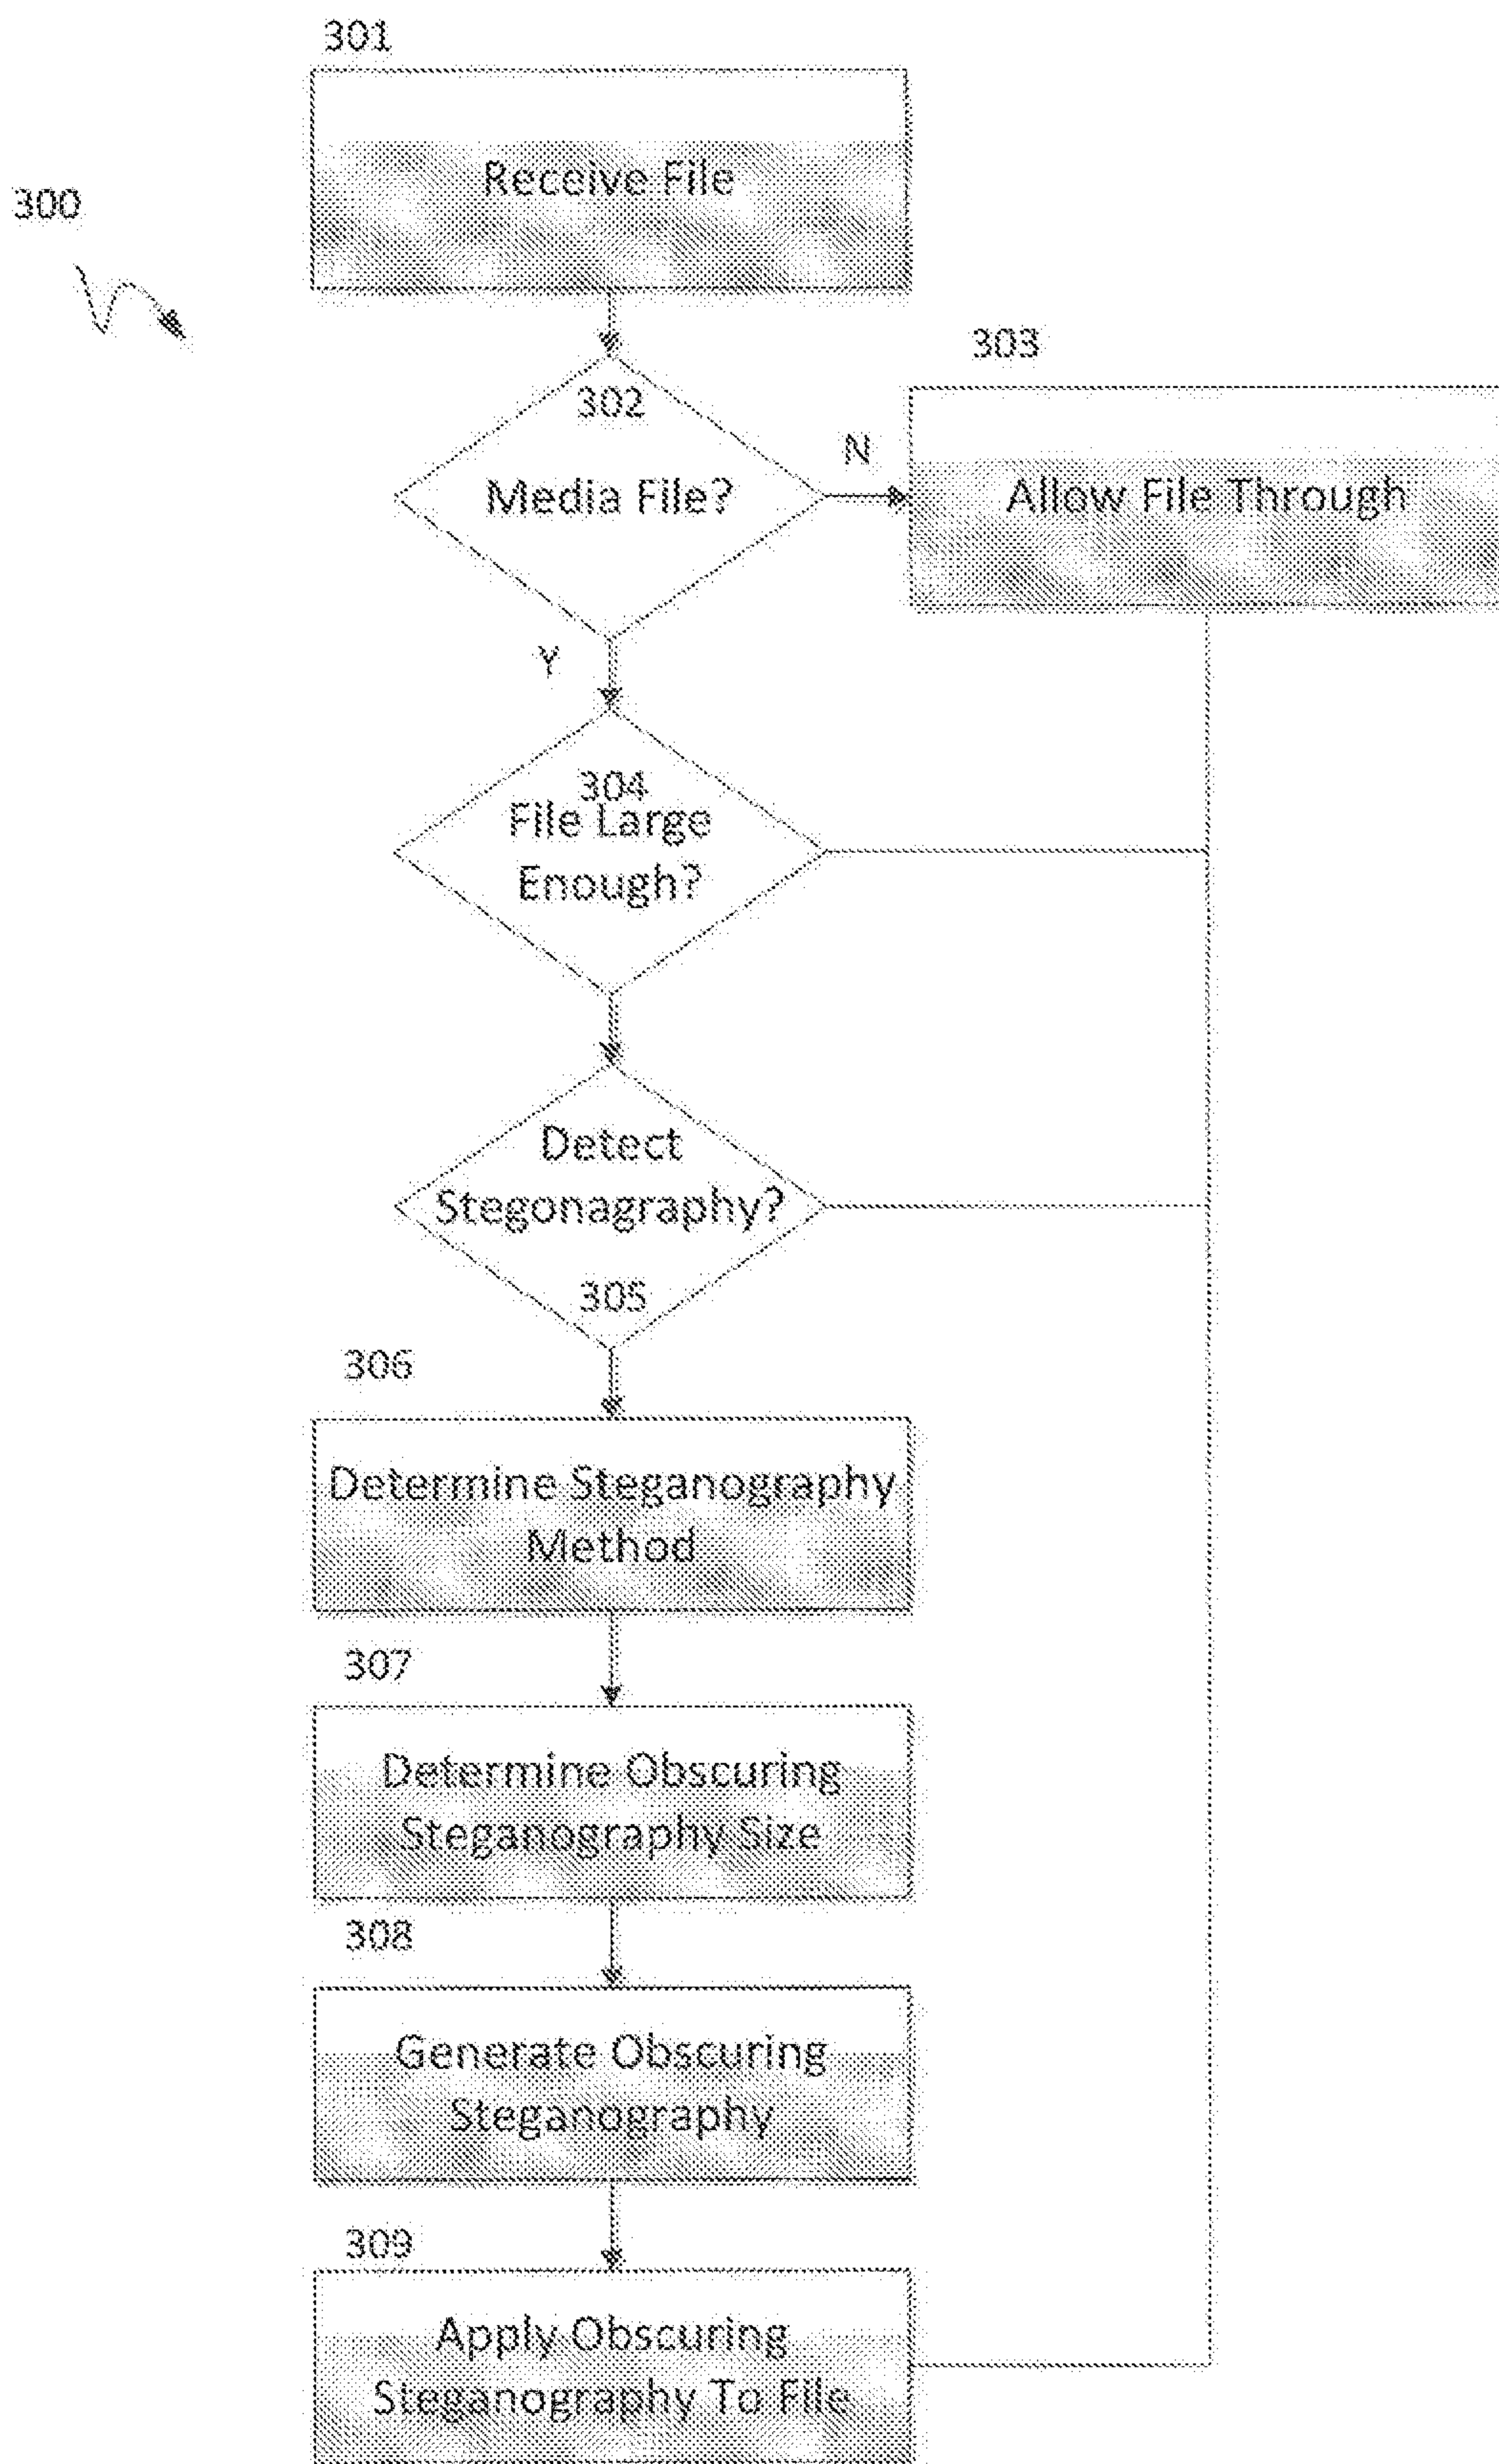 301
Receive File
300
303
302
Media File?
N
Allow File Through
Y
304
File Large
Enough?
Detect
Stegonagraphy?
305
306
Determine Steganography
Method
307
Determine Obscuring
Steganography Size
308
Generate Obscuring
Steganography
309
Apply Obscuring
Steganography To File